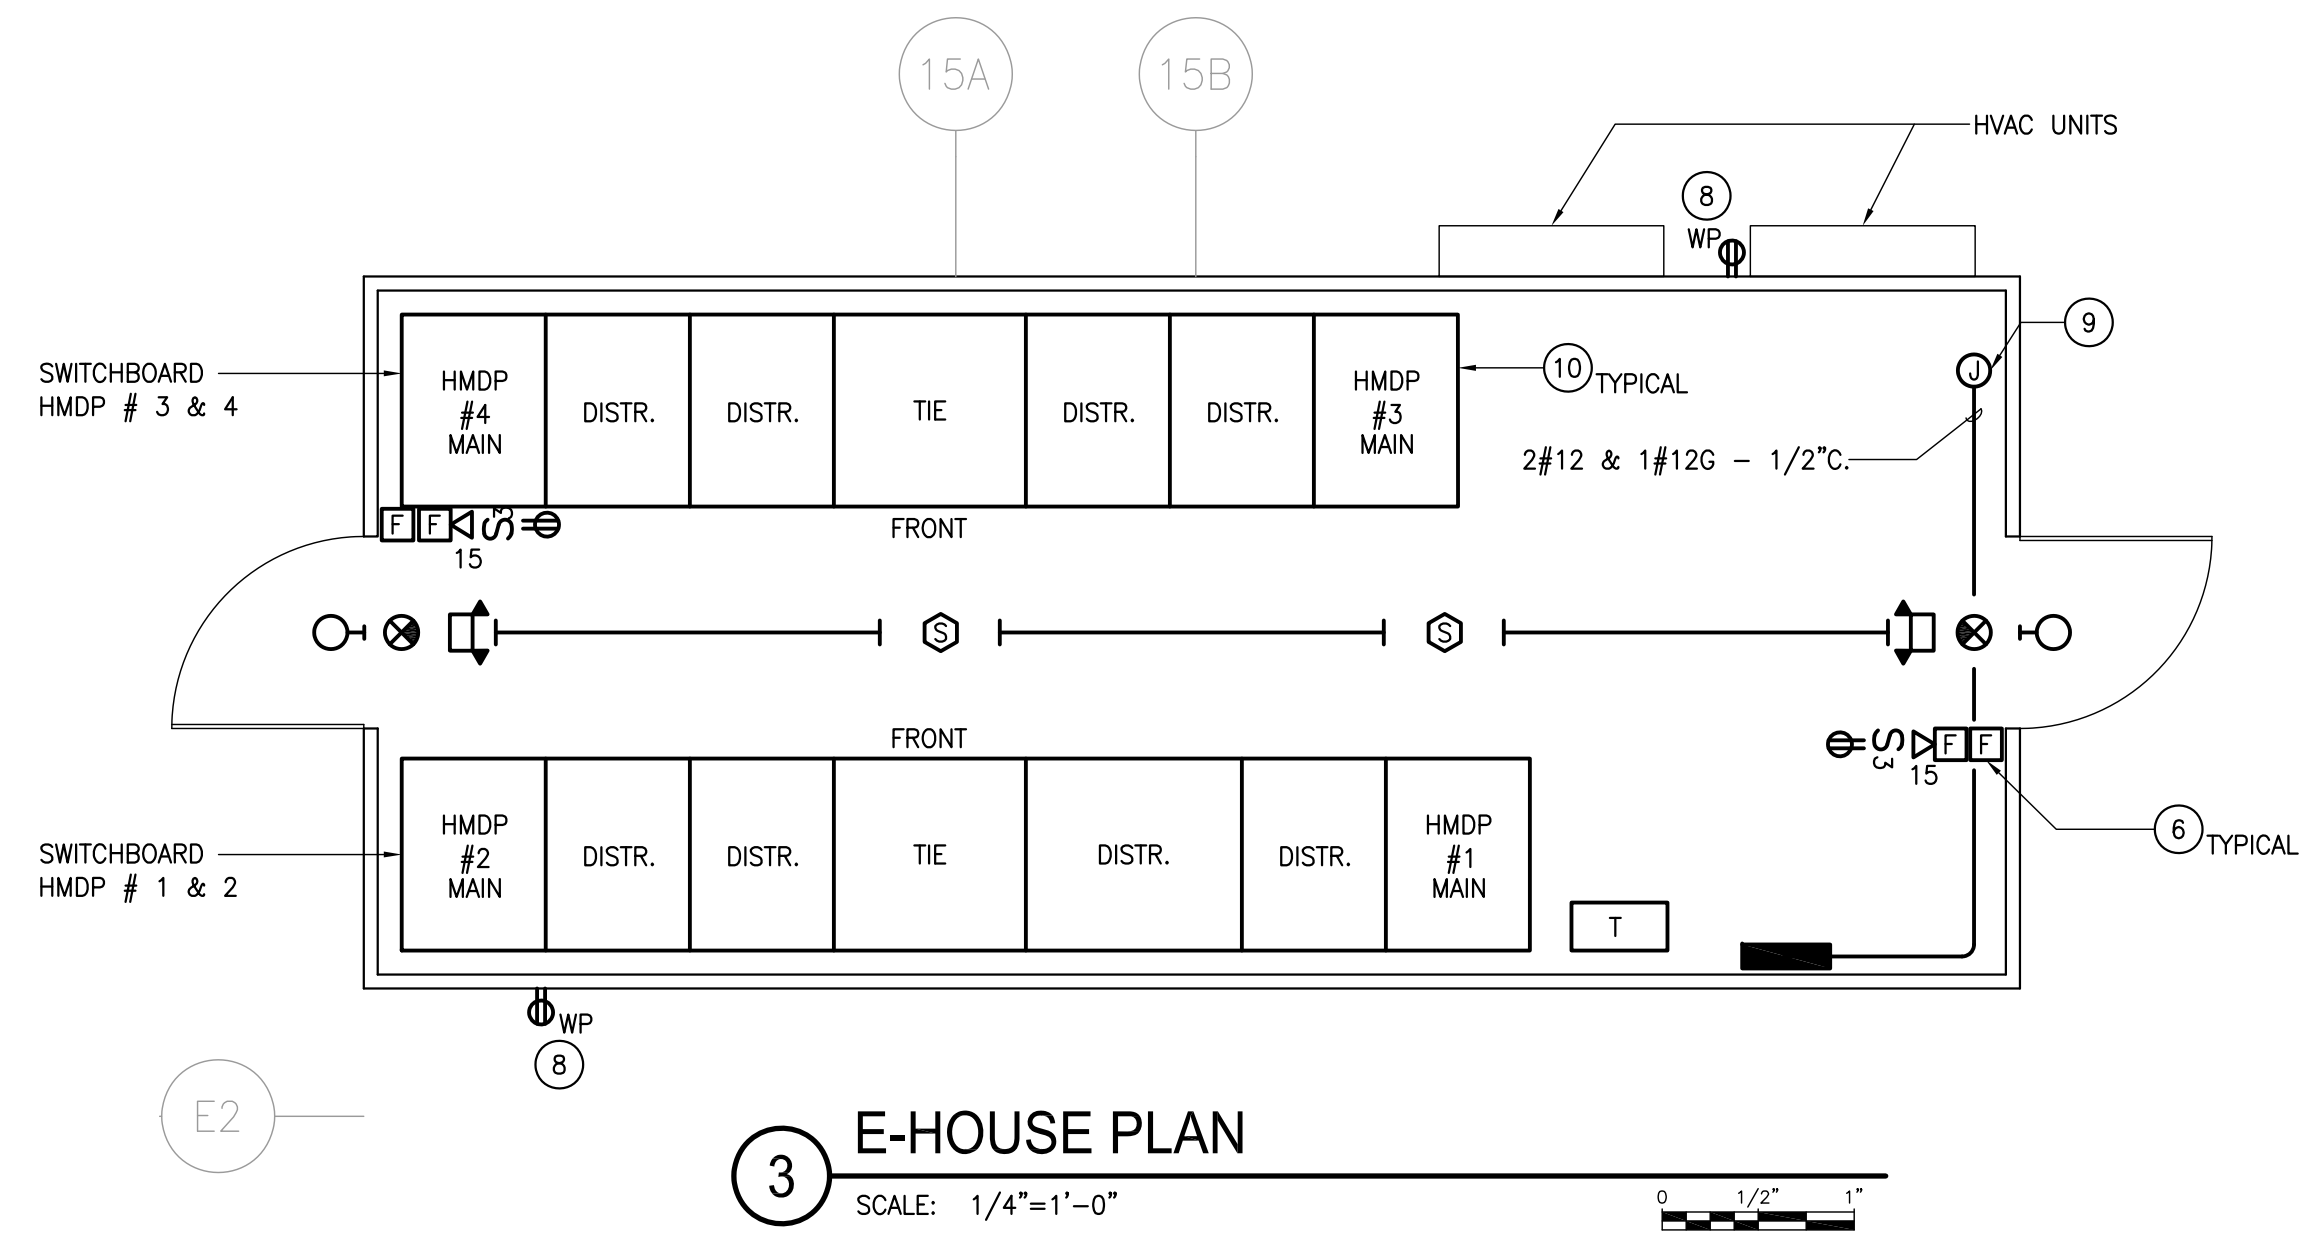 15A
15B
HVAC UNITS
8
WP
9
J
SWITCHBOARD
HMDP # 3 & 4
HMDP
#4
MAIN
DISTR.
DISTR.
TIE
DISTR.
DISTR.
HMDP
#3
MAIN
10 TYPICAL
2#12 & 1#12G - 1/2"C.
F
F
15
S3
FRONT
S
S
FRONT
S3
15
F
F
6 TYPICAL
SWITCHBOARD
HMDP # 1 & 2
HMDP
#2
MAIN
DISTR.
DISTR.
TIE
DISTR.
DISTR.
HMDP
#1
MAIN
T
WP
8
E2
3
E-HOUSE PLAN
SCALE: 1/4"=1'-0"
0 1/2" 1"